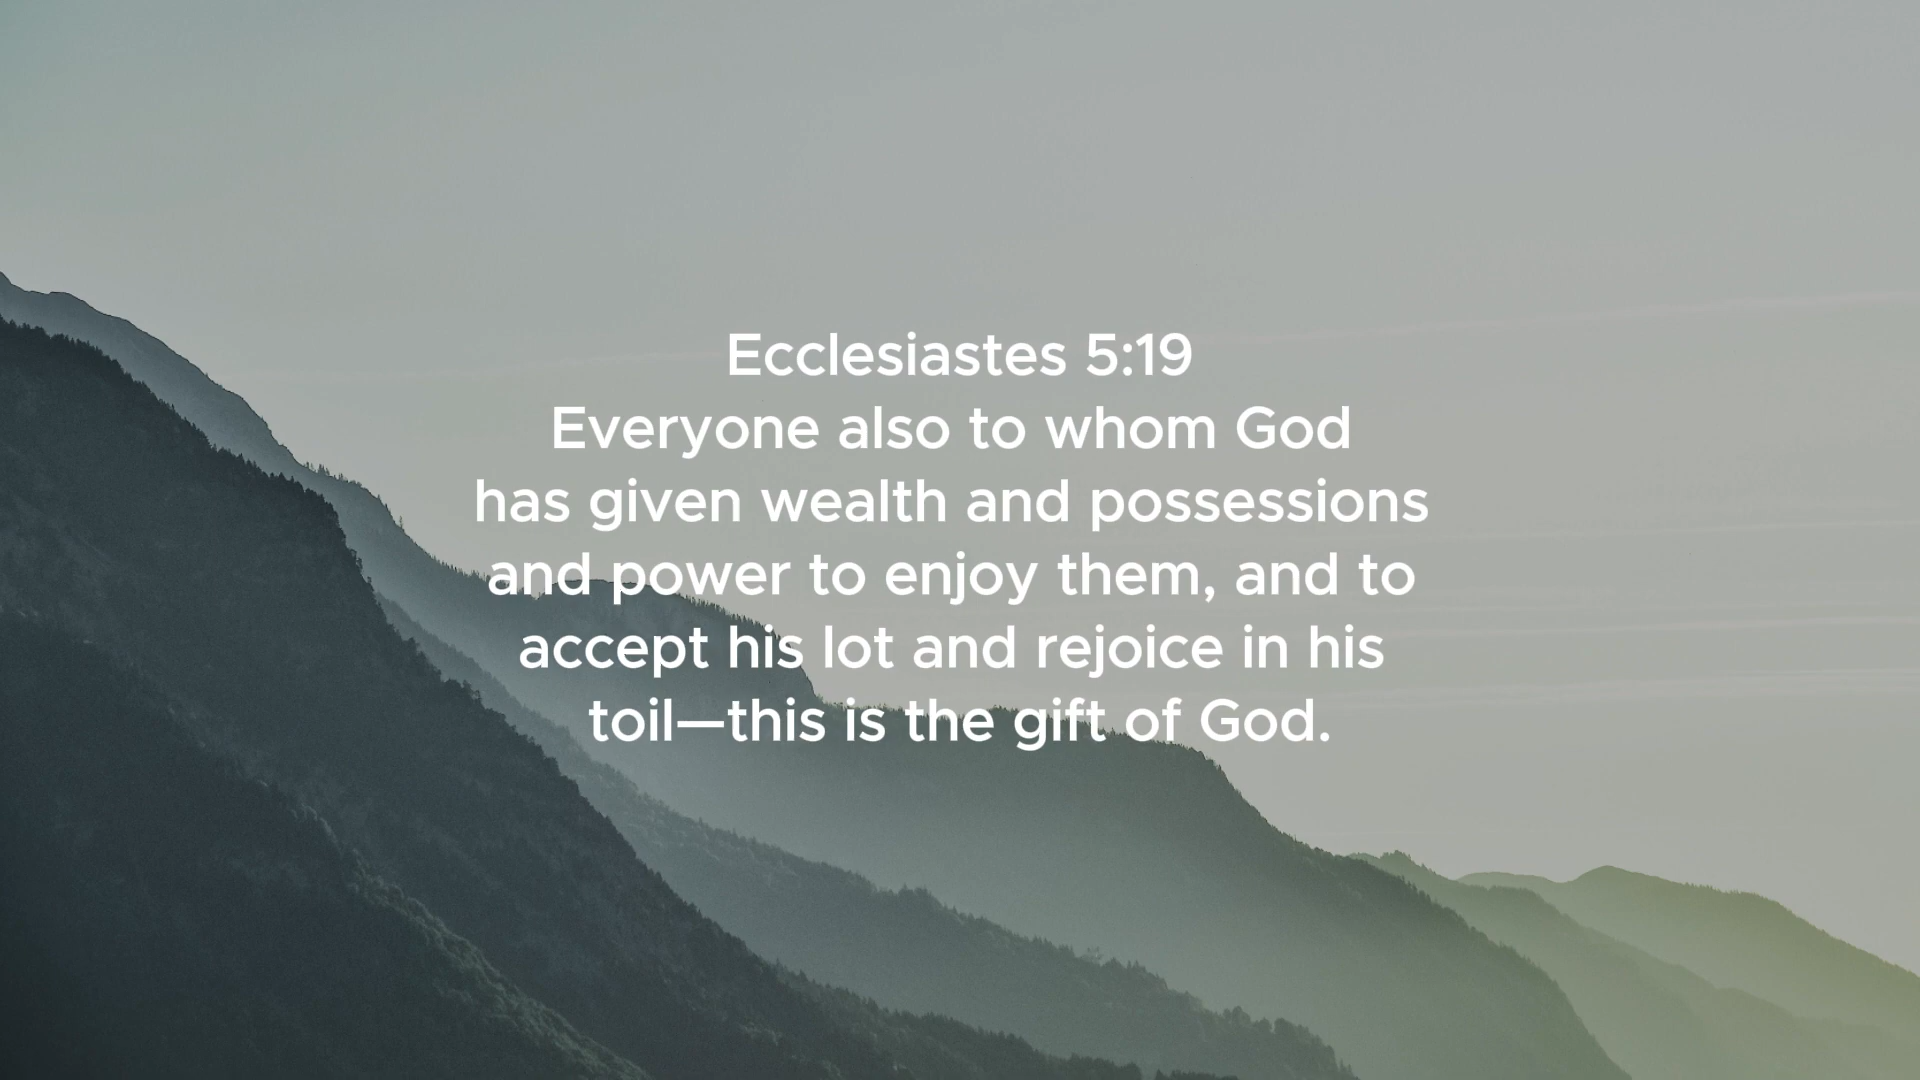 Ecclesiastes 5:19
Everyone also to whom God
has given wealth and possessions
and power to enjoy them, and to
accept his lot and rejoice in his
toil—this is the gift of God.